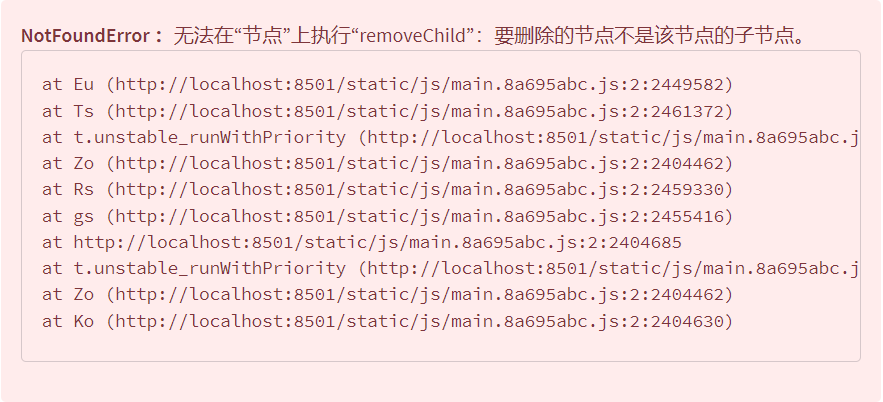 NotFoundError： 无法在“节点”上执行“removeChild”：要删除的节点不是该节点的子节点。
at Eu (http://localhost:8501/static/js/main.8a695abc.js:2:2449582)
at Ts (http://localhost:8501/static/js/main.8a695abc.js:2:2461372)
at t.unstable_runWithPriority (http://localhost:8501/static/js/main.8a695abc.j
at Zo (http://localhost:8501/static/js/main.8a695abc.js:2:2404462)
at Rs (http://localhost:8501/static/js/main.8a695abc.js:2:2459330)
at gs (http://localhost:8501/static/js/main.8a695abc.js:2:2455416)
at http://localhost:8501/static/js/main.8a695abc.js:2:2404685
at t.unstable_runWithPriority (http://localhost:8501/static/js/main.8a695abc.j
at Zo (http://localhost:8501/static/js/main.8a695abc.js:2:2404462)
at Ko (http://localhost:8501/static/js/main.8a695abc.js:2:2404630)